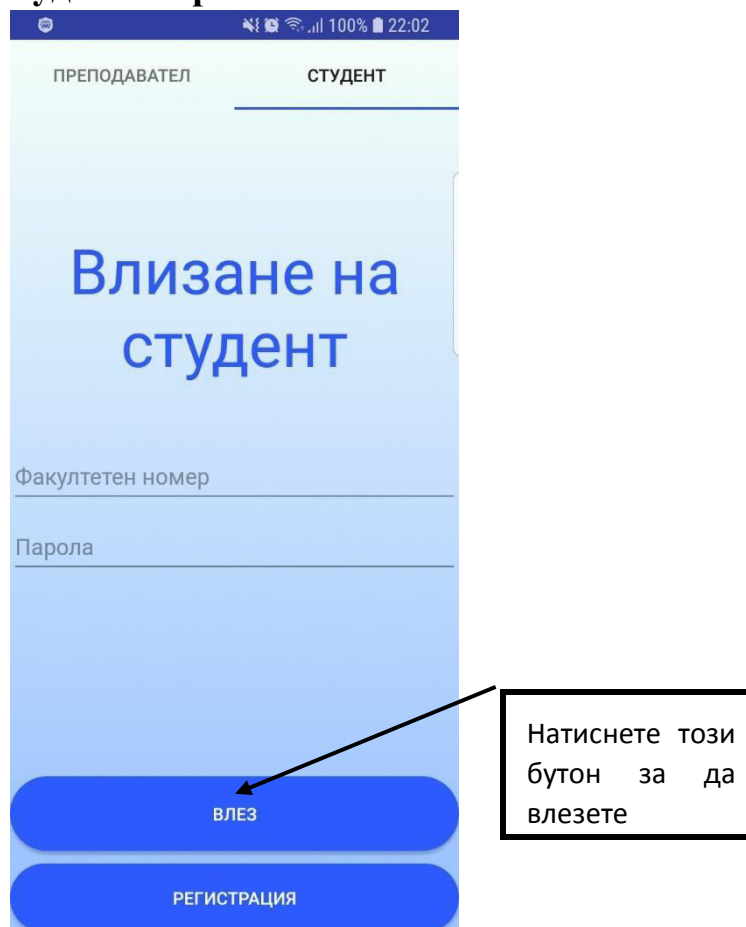 100% 22:02
ПРЕПОДАВАТЕЛ СТУДЕНТ
Влизане на
студент
Факултетен номер
Парола
Натиснете този
бутон за да
влезете
ВЛЕЗ
РЕГИСТРАЦИЯ